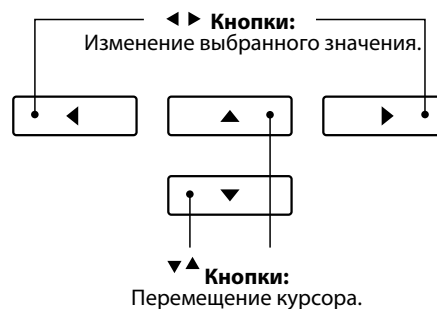 ◀ ▶ Кнопки:
Изменение выбранного значения.
◀ ▲ ▶
▼
▼▲ Кнопки:
Перемещение курсора.